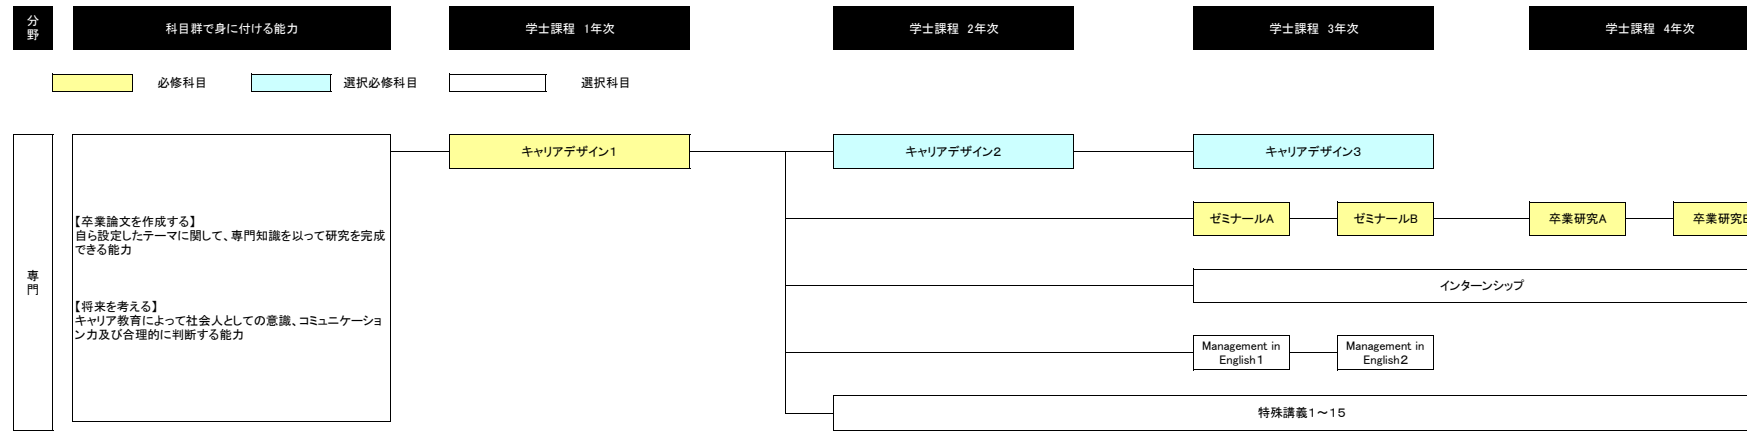 分
野
科目群で身に付ける能力
学士課程 1年次
学士課程 2年次
学士課程 3年次
学士課程 4年次
必修科目
選択必修科目
選択科目
専
門
【卒業論文を作成する】
自ら設定したテーマに関して、専門知識を以って研究を完成
できる能力
【将来を考える】
キャリア教育によって社会人としての意識、コミュニケーショ
ン力及び合理的に判断する能力
キャリアデザイン1
キャリアデザイン2
キャリアデザイン3
ゼミナールA
ゼミナールB
卒業研究A
卒業研究B
インターンシップ
Management in
English1
Management in
English2
特殊講義1～15